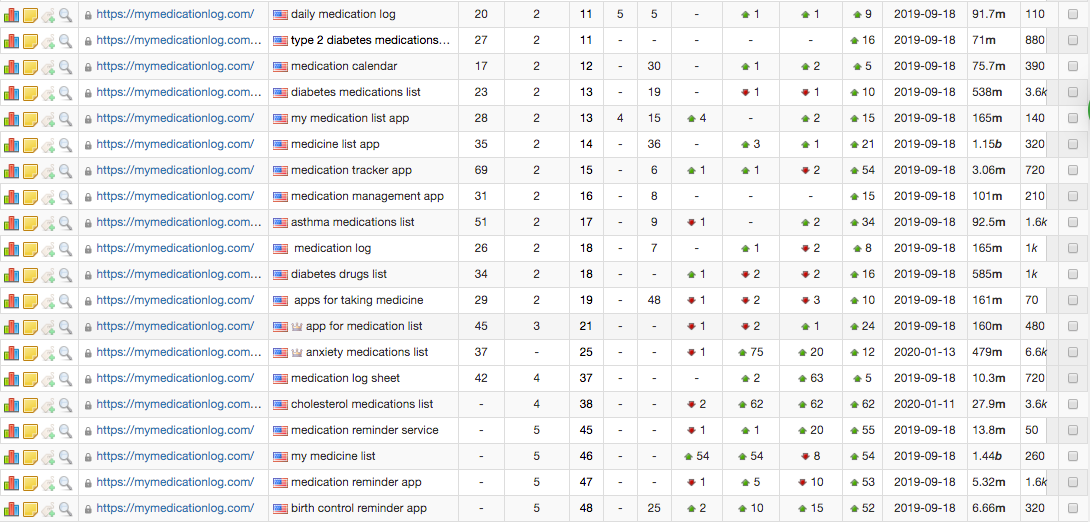 https://mymedicationlog.com/ daily medication log 20 2 11 5 5 - 1 1 9 2019-09-18 91.7m 110
https://mymedicationlog.com... type 2 diabetes medications... 27 2 11 - - - - - 16 2019-09-18 71m 880
https://mymedicationlog.com/ medication calendar 17 2 12 - 30 - 1 2 5 2019-09-18 75.7m 390
https://mymedicationlog.com... diabetes medications list 23 2 13 - 19 - 1 1 10 2019-09-18 538m 3.6k
https://mymedicationlog.com/ my medication list app 28 2 13 4 15 4 - 2 15 2019-09-18 165m 140
https://mymedicationlog.com/ medicine list app 35 2 14 - 36 - 3 1 21 2019-09-18 1.15b 320
https://mymedicationlog.com/ medication tracker app 69 2 15 - 6 1 1 2 54 2019-09-18 3.06m 720
https://mymedicationlog.com/ medication management app 31 2 16 - 8 - - - 15 2019-09-18 101m 210
https://mymedicationlog.com... asthma medications list 51 2 17 - 9 1 - 2 34 2019-09-18 92.5m 1.6k
https://mymedicationlog.com/ medication log 26 2 18 - 7 - 1 2 8 2019-09-18 165m 1k
https://mymedicationlog.com... diabetes drugs list 34 2 18 - - 1 2 2 16 2019-09-18 585m 1k
https://mymedicationlog.com/ apps for taking medicine 29 2 19 - 48 1 2 3 10 2019-09-18 161m 70
https://mymedicationlog.com/ app for medication list 45 3 21 - - 1 2 1 24 2019-09-18 160m 480
https://mymedicationlog.com/ anxiety medications list 37 - 25 - - 1 75 20 12 2020-01-13 479m 6.6k
https://mymedicationlog.com/ medication log sheet 42 4 37 - - - 2 63 5 2019-09-18 10.3m 720
https://mymedicationlog.com... cholesterol medications list - 4 38 - - 2 62 62 62 2020-01-11 27.9m 3.6k
https://mymedicationlog.com/ medication reminder service - 5 45 - - 1 1 20 55 2019-09-18 13.8m 50
https://mymedicationlog.com/ my medicine list - 5 46 - - 54 54 8 54 2019-09-18 1.44b 260
https://mymedicationlog.com/ medication reminder app - 5 47 - - 1 5 10 53 2019-09-18 5.32m 1.6k
https://mymedicationlog.com/ birth control reminder app - 5 48 - 25 2 10 15 52 2019-09-18 6.66m 320